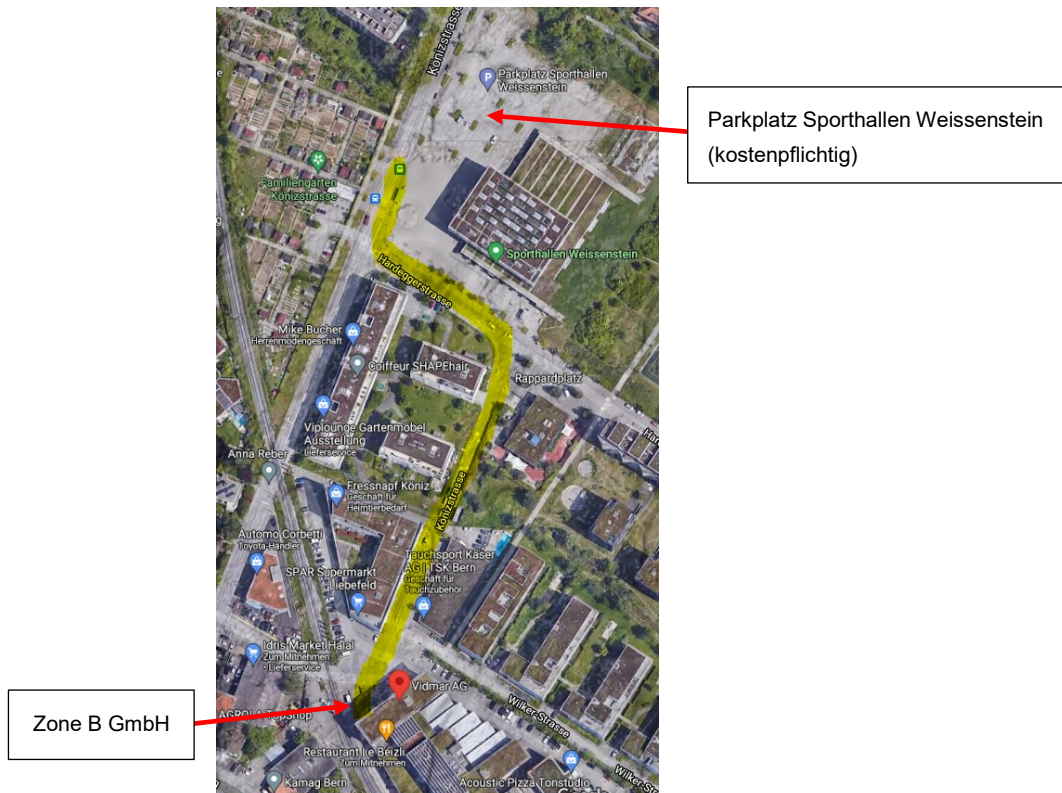 Könizstrasse
Parkplatz Sporthallen
Weissenstein
Parkplatz Sporthallen Weissenstein
(kostenpflichtig)
Familiengarten
Könizstrasse
Sporthallen Weissenstein
Hardeggerstrasse
Mike Bucher
Herrenmodengeschäft
Coiffeur SHAPEhair
Rappardplatz
Viplounge Gartenmöbel
Ausstellung
Lieferservice
Anna Reber
Könizstrasse
Fressnapf Köniz
Geschäft für
Heimtierbedarf
Automo Corbetti
Toyota-Händler
Tauchsport Käser
AG | TSK Bern
Geschäft für
Tauchzubehör
SPAR Supermarkt
Liebefeld
Idris Market Halal
Zum Mitnehmen
- Lieferservice
Vidmar AG
Wilker-Strasse
Zone B GmbH
AGROLA TopShop
Restaurant Le Beizli
Zum Mitnehmen
Wilker-Strasse
Kamag Bern
Acoustic Pizza Tonstudio